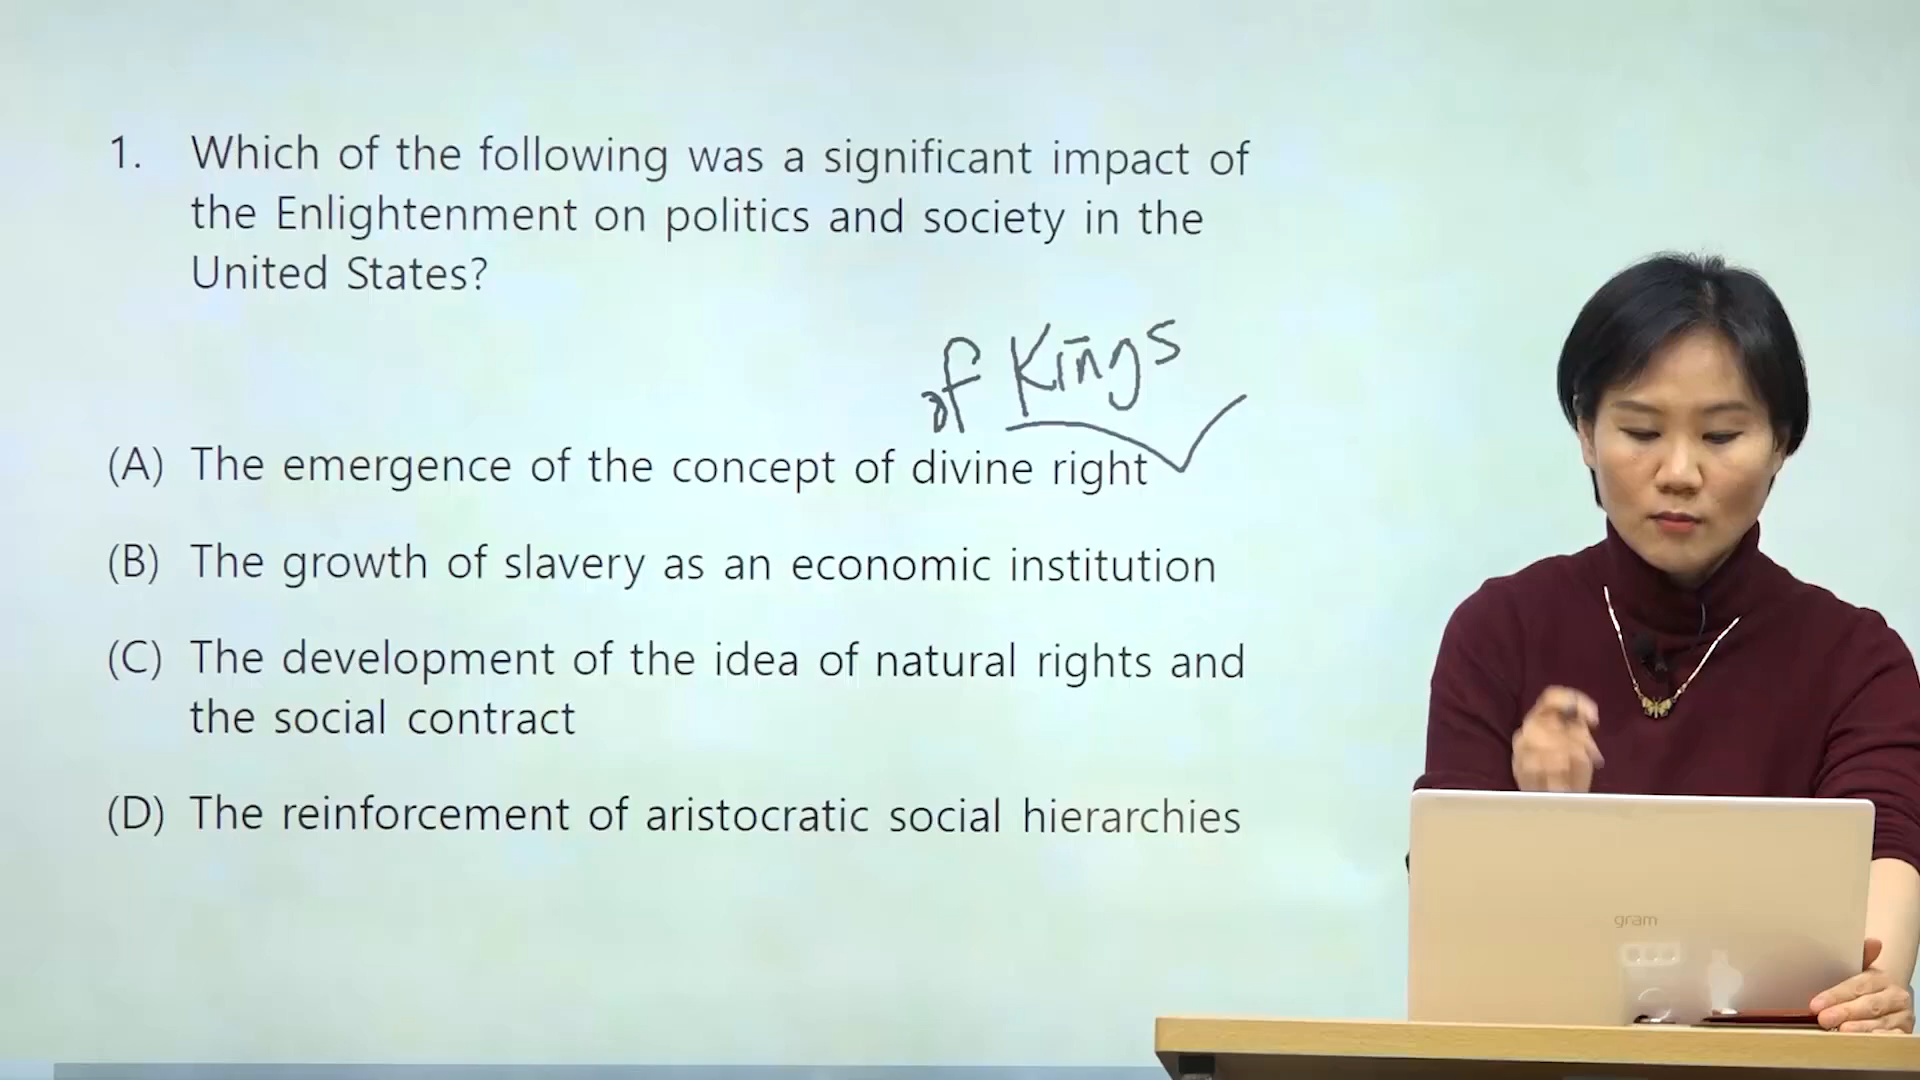 1. Which of the following was a significant impact of
the Enlightenment on politics and society in the
United States?
of Kings
(A) The emergence of the concept of divine right
(B) The growth of slavery as an economic institution
(C) The development of the idea of natural rights and
the social contract
(D) The reinforcement of aristocratic social hierarchies
gram